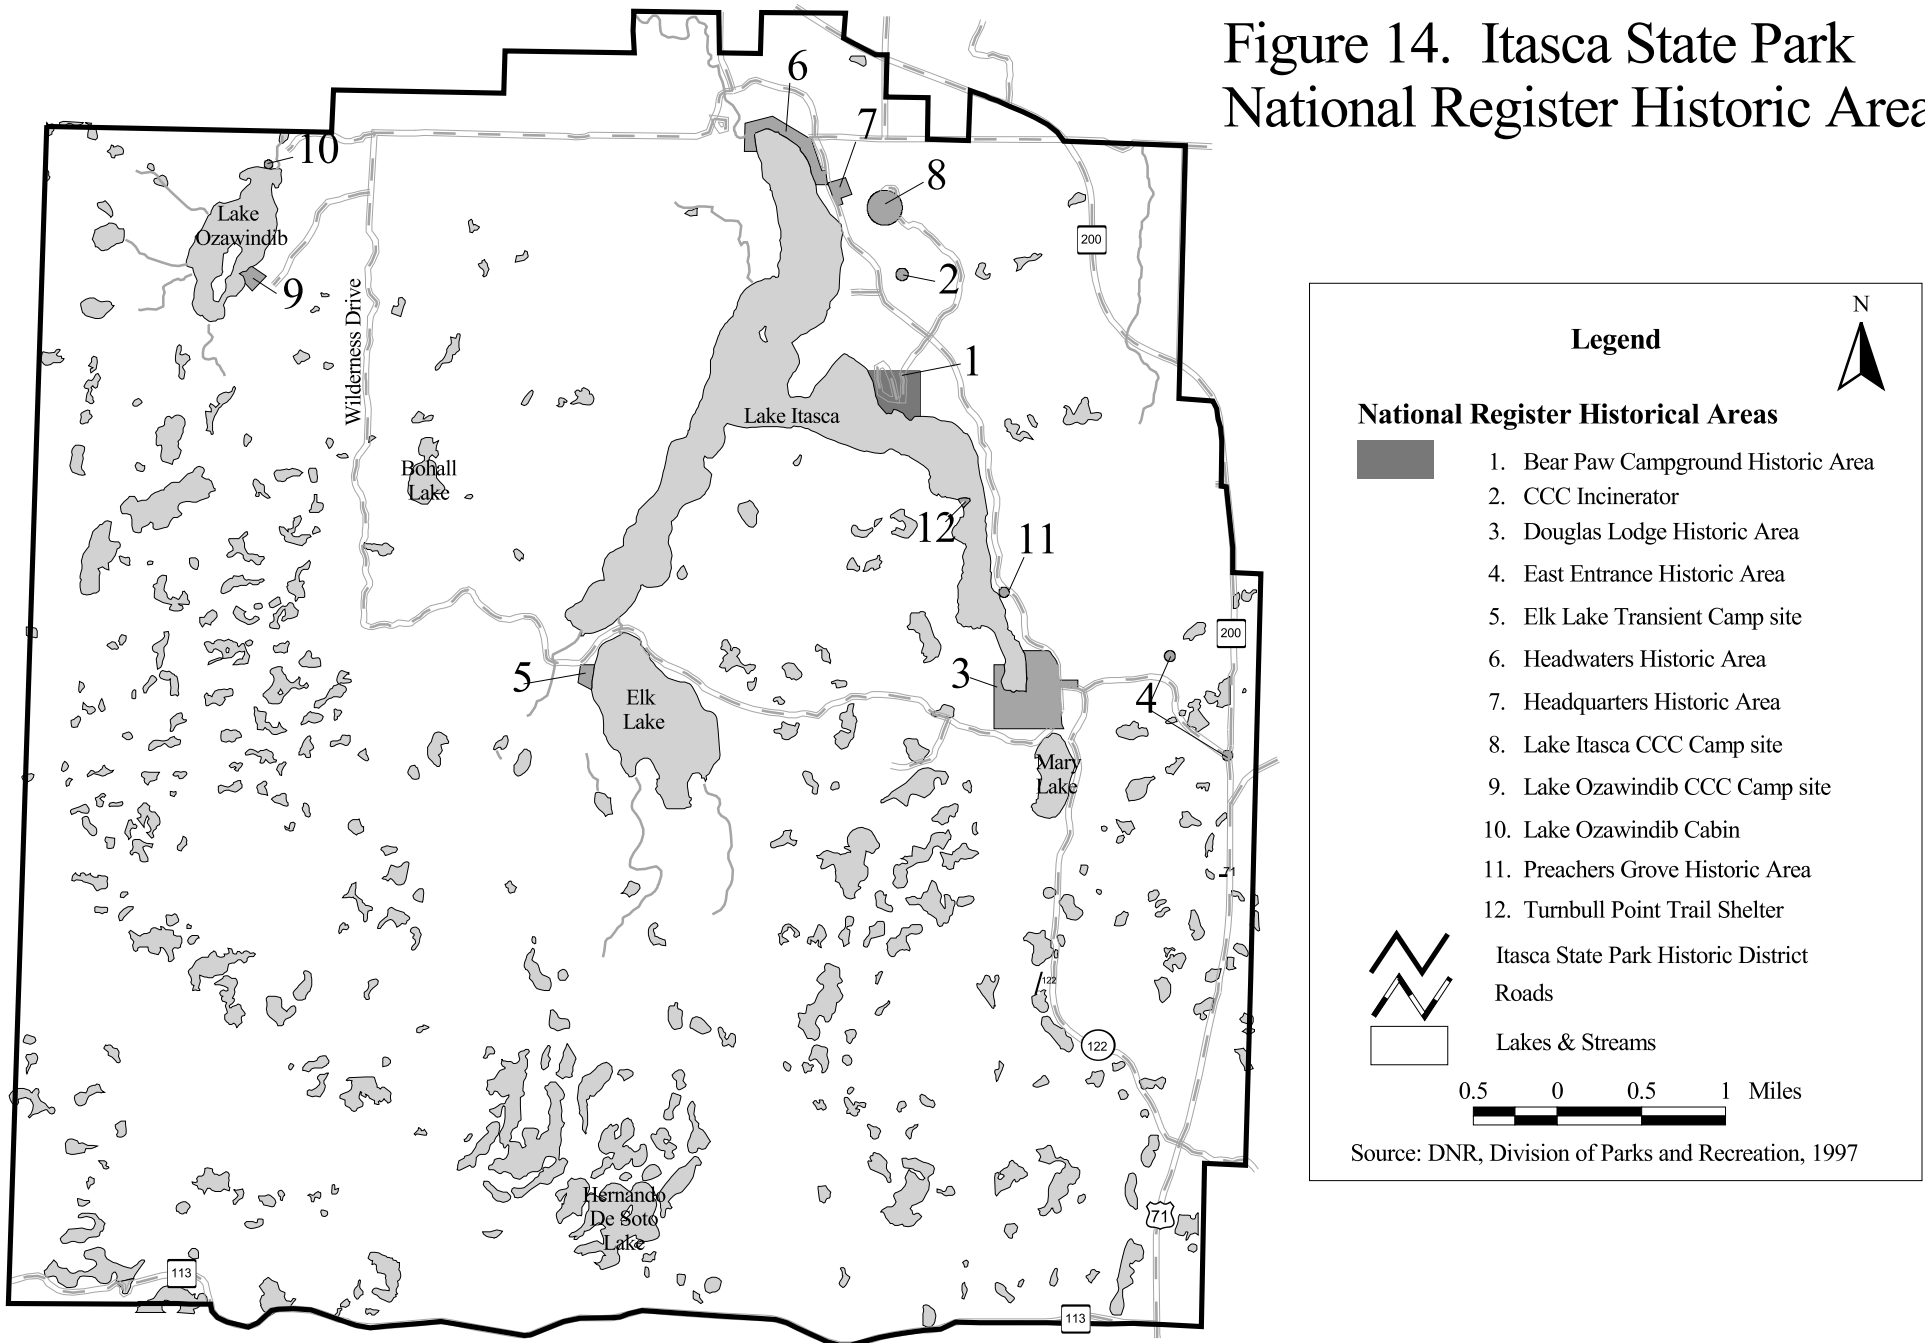 Figure 14. Itasca State Park
National Register Historic Area
6
7
10
8
Lake
Ozawindib
200
2
9
Wilderness Drive
1
Lake Itasca
Bohall
Lake
12
11
200
5
3
4
Elk
Lake
Mary
Lake
71
122
122
Hernando
De Soto
Lake
71
113
113
N
Legend
National Register Historical Areas
1. Bear Paw Campground Historic Area
2. CCC Incinerator
3. Douglas Lodge Historic Area
4. East Entrance Historic Area
5. Elk Lake Transient Camp site
6. Headwaters Historic Area
7. Headquarters Historic Area
8. Lake Itasca CCC Camp site
9. Lake Ozawindib CCC Camp site
10. Lake Ozawindib Cabin
11. Preachers Grove Historic Area
12. Turnbull Point Trail Shelter
Itasca State Park Historic District
Roads
Lakes & Streams
0.5 0 0.5 1 Miles
Source: DNR, Division of Parks and Recreation, 1997